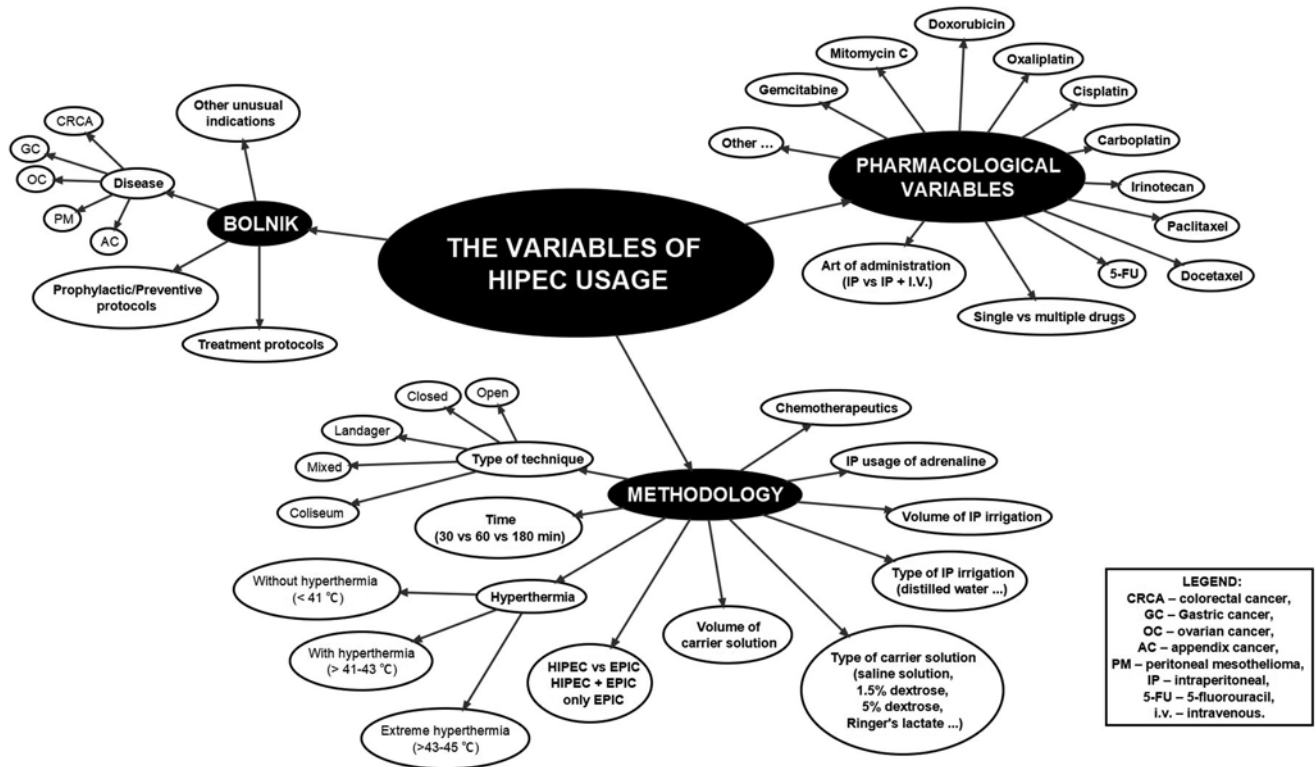 THE VARIABLES OF
HIPEC USAGE
BOLNIK
Other unusual
indications
Disease
CRCA
GC
OC
PM
AC
Prophylactic/Preventive
protocols
Treatment protocols
PHARMACOLOGICAL
VARIABLES
Other ...
Gemcitabine
Mitomycin C
Doxorubicin
Oxaliplatin
Cisplatin
Carboplatin
Irinotecan
Paclitaxel
Docetaxel
5-FU
Single vs multiple drugs
Art of administration
(IP vs IP + I.V.)
METHODOLOGY
Type of technique
Open
Closed
Landager
Mixed
Coliseum
Time
(30 vs 60 vs 180 min)
Hyperthermia
Without hyperthermia
(< 41 ℃)
With hyperthermia
(> 41-43 ℃)
Extreme hyperthermia
(>43-45 ℃)
HIPEC vs EPIC
HIPEC + EPIC
only EPIC
Volume of
carrier solution
Type of carrier solution
(saline solution,
1.5% dextrose,
5% dextrose,
Ringer's lactate ...)
Type of IP irrigation
(distilled water ...)
Volume of IP irrigation
IP usage of adrenaline
Chemotherapeutics
LEGEND:
CRCA – colorectal cancer,
GC – Gastric cancer,
OC – ovarian cancer,
AC – appendix cancer,
PM – peritoneal mesothelioma,
IP – intraperitoneal,
5-FU – 5-fluorouracil,
i.v. – intravenous.